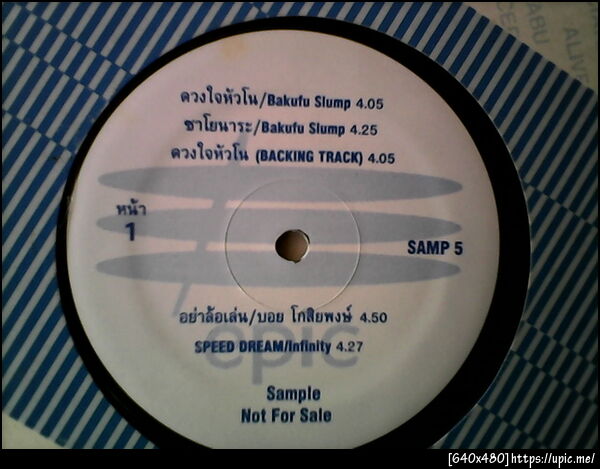 ดวงใจหัวโน/Bakufu Slump 4.05
ซาโยนาระ/Bakufu Slump 4.25
ดวงใจหัวโน (BACKING TRACK) 4.05
หน้า
1
SAMP 5
อย่าล้อเล่น/บอย โกสิยพงษ์ 4.50
epic
SPEED DREAM/Infinity 4.27
Sample
Not For Sale
[640x480]https://upic.me/